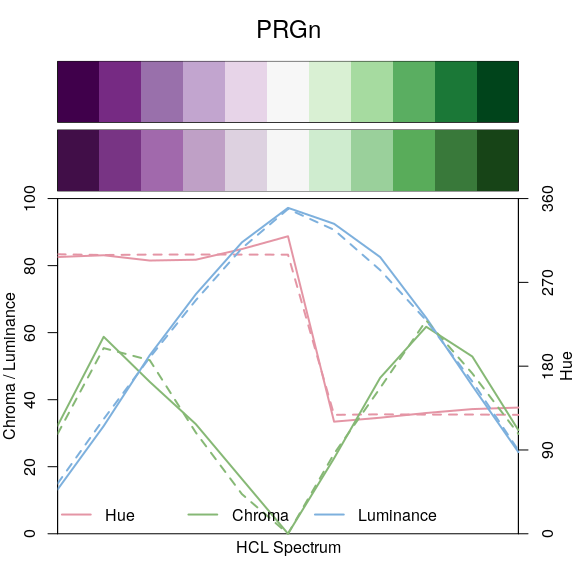 PRGn
100
80
60
40
20
0
Chroma / Luminance
360
270
180
90
0
Hue
Hue
Chroma
Luminance
HCL Spectrum